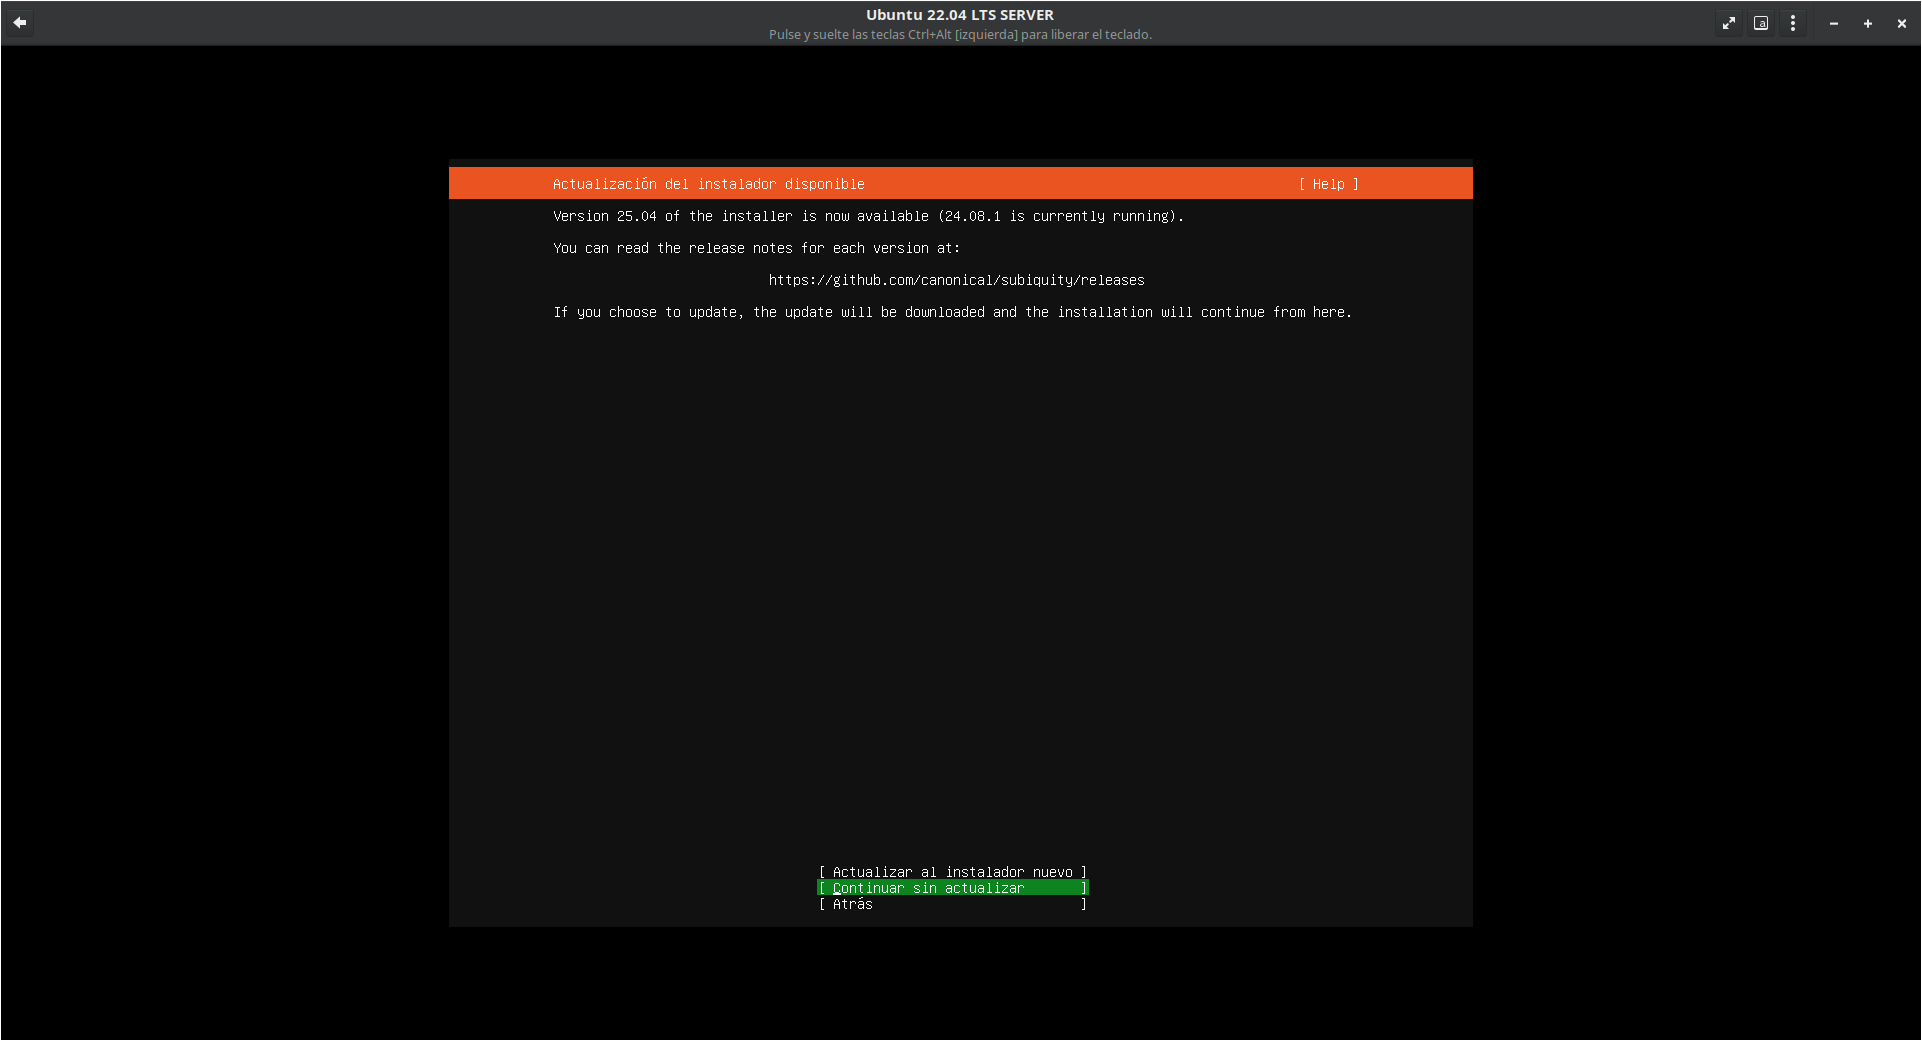 Ubuntu 22.04 LTS SERVER
Pulse y suelte las teclas Ctrl+Alt [izquierda] para liberar el teclado.
Actualización del instalador disponible [ Help ]
Version 25.04 of the installer is now available (24.08.1 is currently running).
You can read the release notes for each version at:
https://github.com/canonical/subiquity/releases
If you choose to update, the update will be downloaded and the installation will continue from here.
[ Actualizar al instalador nuevo ]
[ Continuar sin actualizar ]
[ Atrás ]